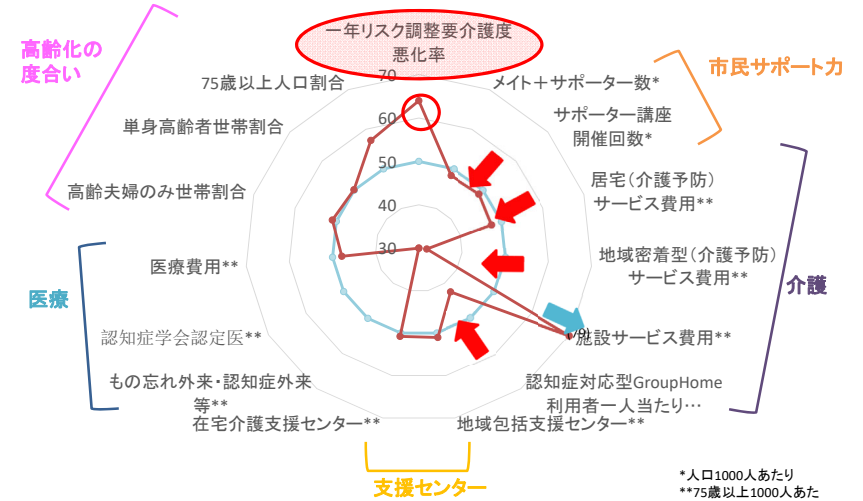 一年リスク調整要介護度
悪化率
高齢化の
度合い
75歳以上人口割合
単身高齢者世帯割合
高齢夫婦のみ世帯割合
医療
医療費用**
認知症学会認定医**
もの忘れ外来・認知症外来
等**
在宅介護支援センター**
支援センター
地域包括支援センター**
認知症対応型GroupHome
利用者一人当たり…
施設サービス費用**
介護
地域密着型(介護予防)
サービス費用**
居宅(介護予防)
サービス費用**
サポーター講座
開催回数*
メイト+サポーター数*
市民サポート力
70
60
50
40
30
*人口1000人あたり
**75歳以上1000人あた